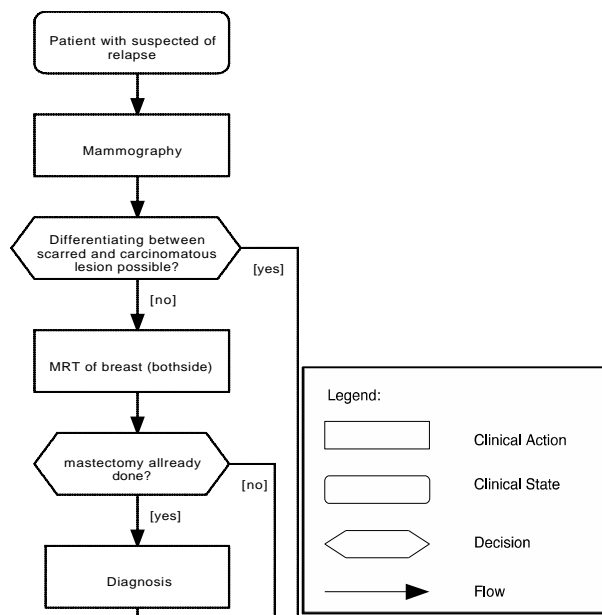 Patient with suspected of
relapse
Mammography
Differentiating between
scarred and carcinomatous
lesion possible?
[yes]
[no]
MRT of breast (bothside)
mastectomy allready
done?
[no]
[yes]
Diagnosis
Legend:
Clinical Action
Clinical State
Decision
Flow